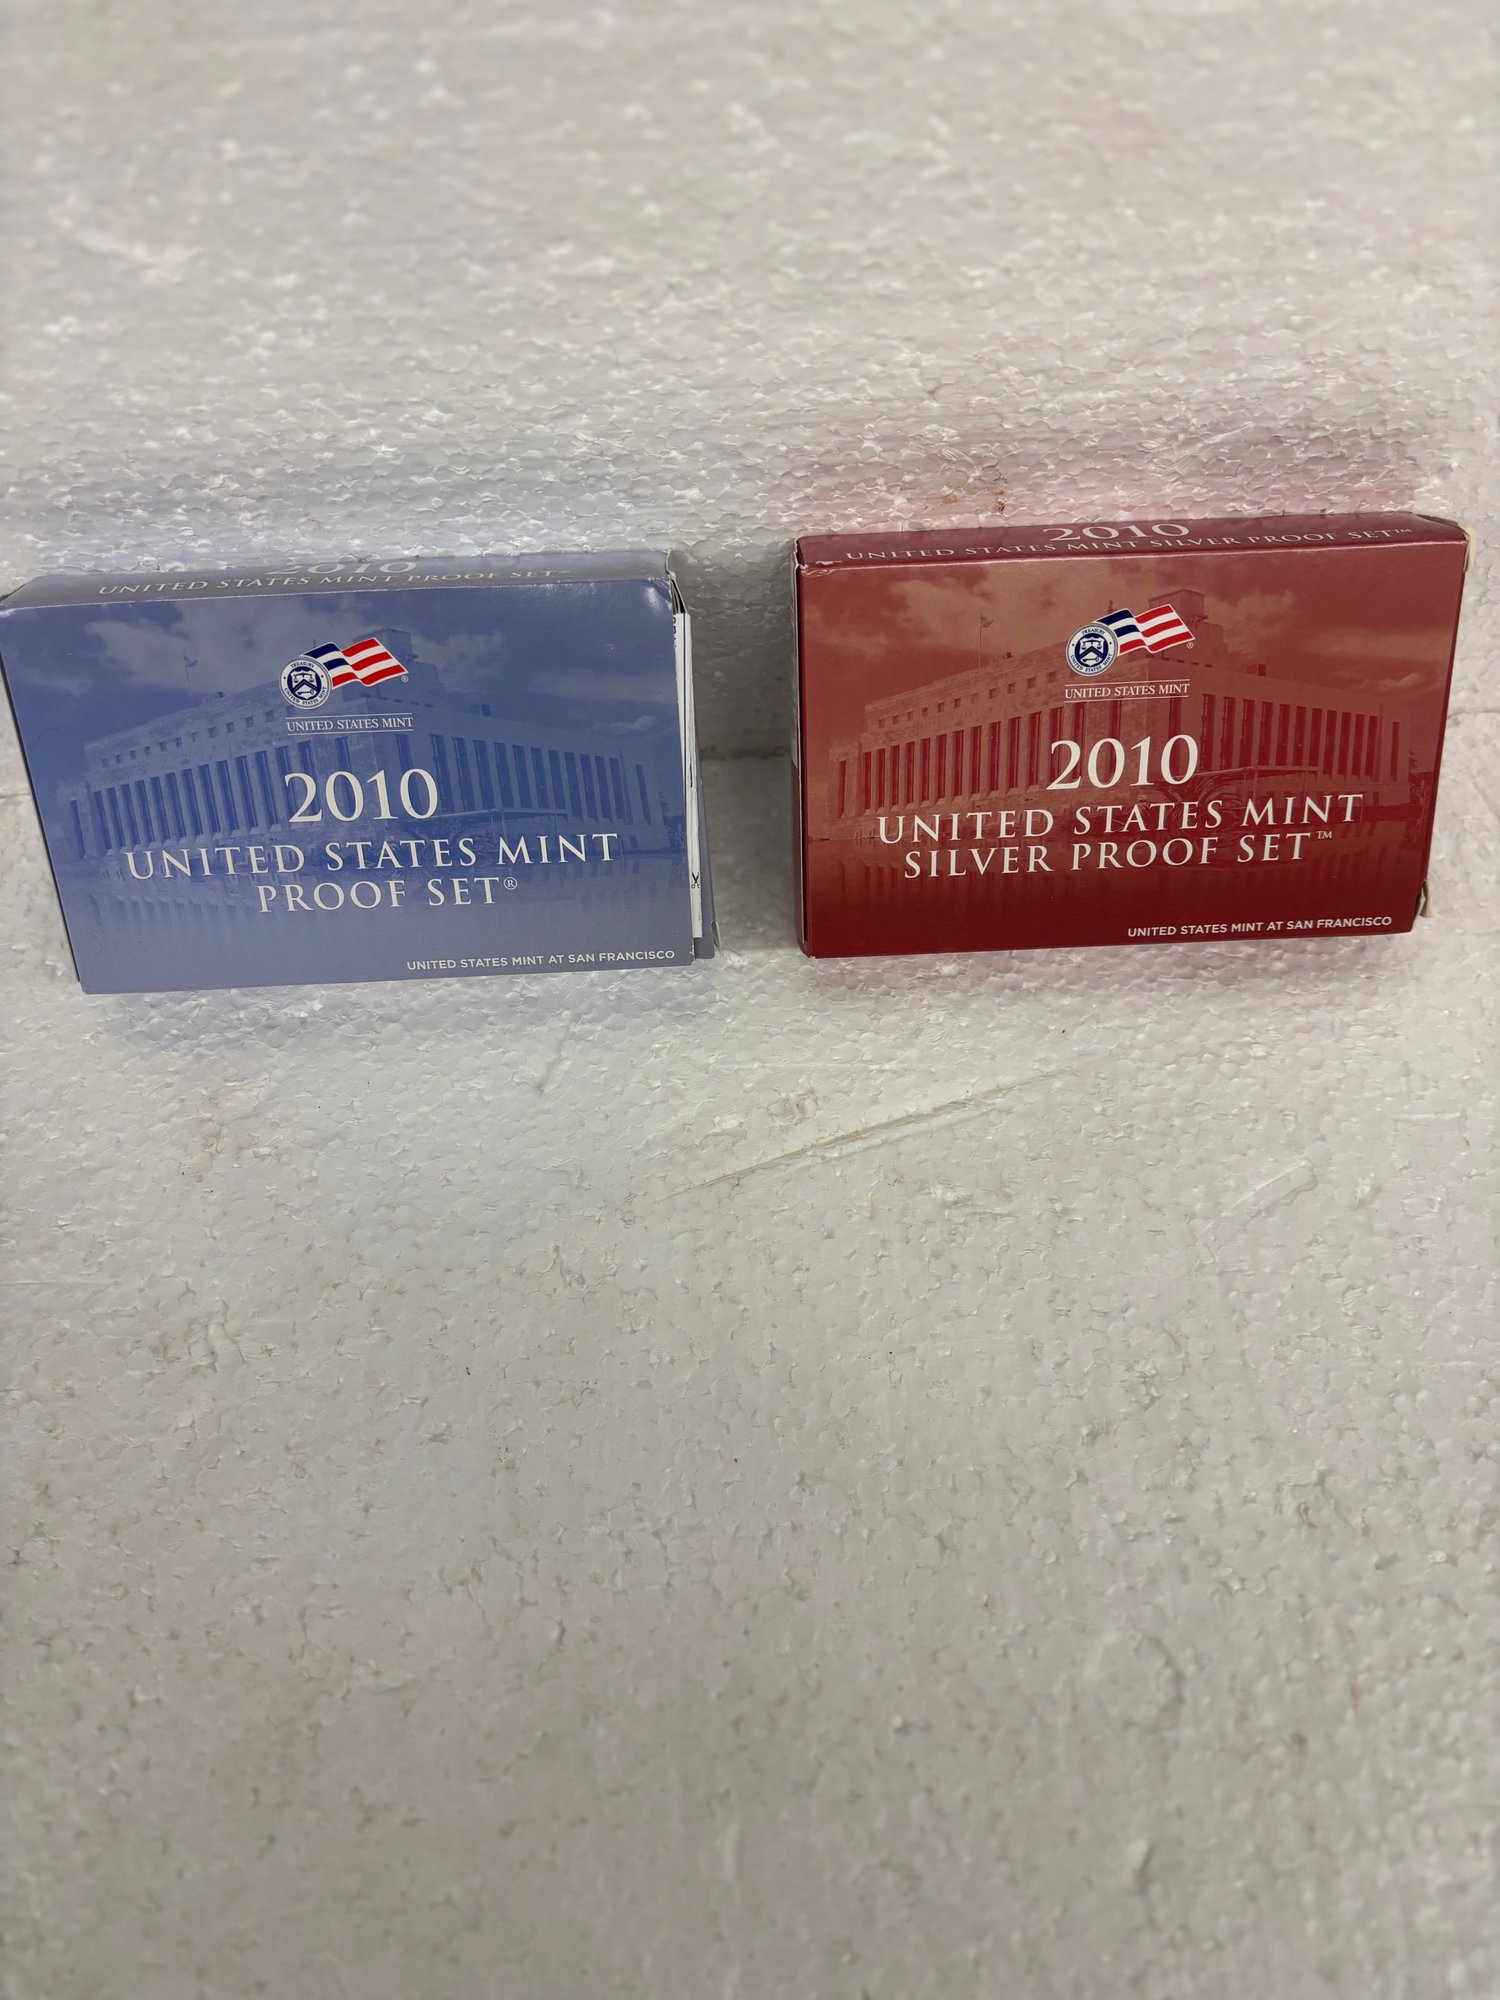 2010
UNITED STATES MINT PROOF SET
UNITED STATES MINT
2010
UNITED STATES MINT
PROOF SET®
UNITED STATES MINT AT SAN FRANCISCO
2010
UNITED STATES MINT SILVER PROOF SET™
UNITED STATES MINT
2010
UNITED STATES MINT
SILVER PROOF SET™
UNITED STATES MINT AT SAN FRANCISCO